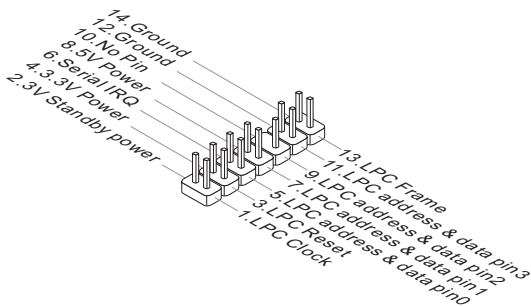 14.Ground
12.Ground
10.No Pin
8.5V Power
6.Serial IRQ
4.3.3V Power
2.3V Standby power
13.LPC Frame
11.LPC address & data pin3
9.LPC address & data pin2
7.LPC address & data pin1
5.LPC address & data pin0
3.LPC Reset
1.LPC Clock